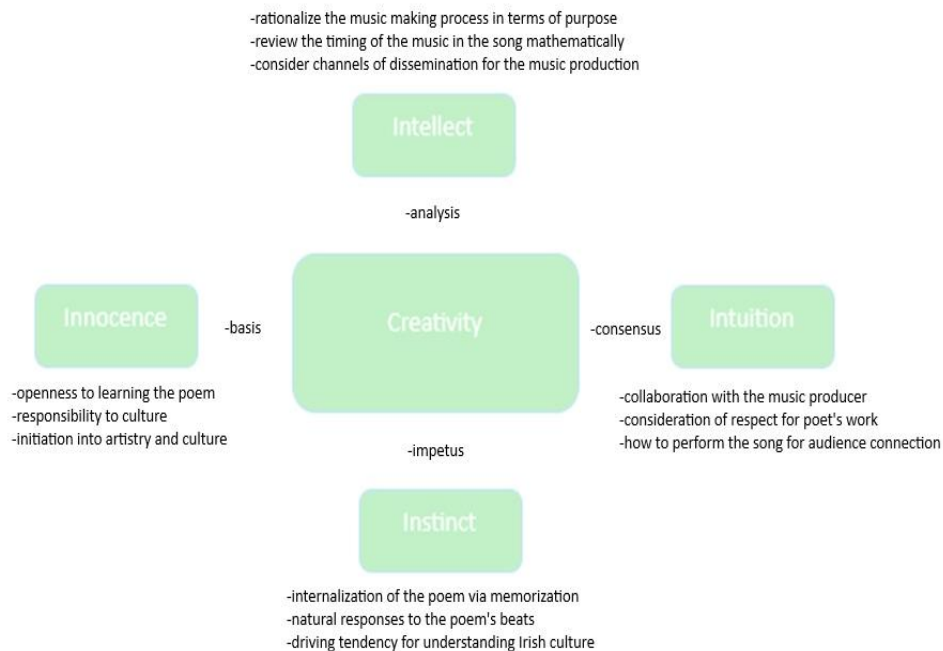 -rationalize the music making process in terms of purpose
-review the timing of the music in the song mathematically
-consider channels of dissemination for the music production
Intellect
-analysis
Innocence
-basis
Creativity
-consensus
Intuition
-openness to learning the poem
-responsibility to culture
-initiation into artistry and culture
-collaboration with the music producer
-consideration of respect for poet's work
-how to perform the song for audience connection
-impetus
Instinct
-internalization of the poem via memorization
-natural responses to the poem's beats
-driving tendency for understanding Irish culture